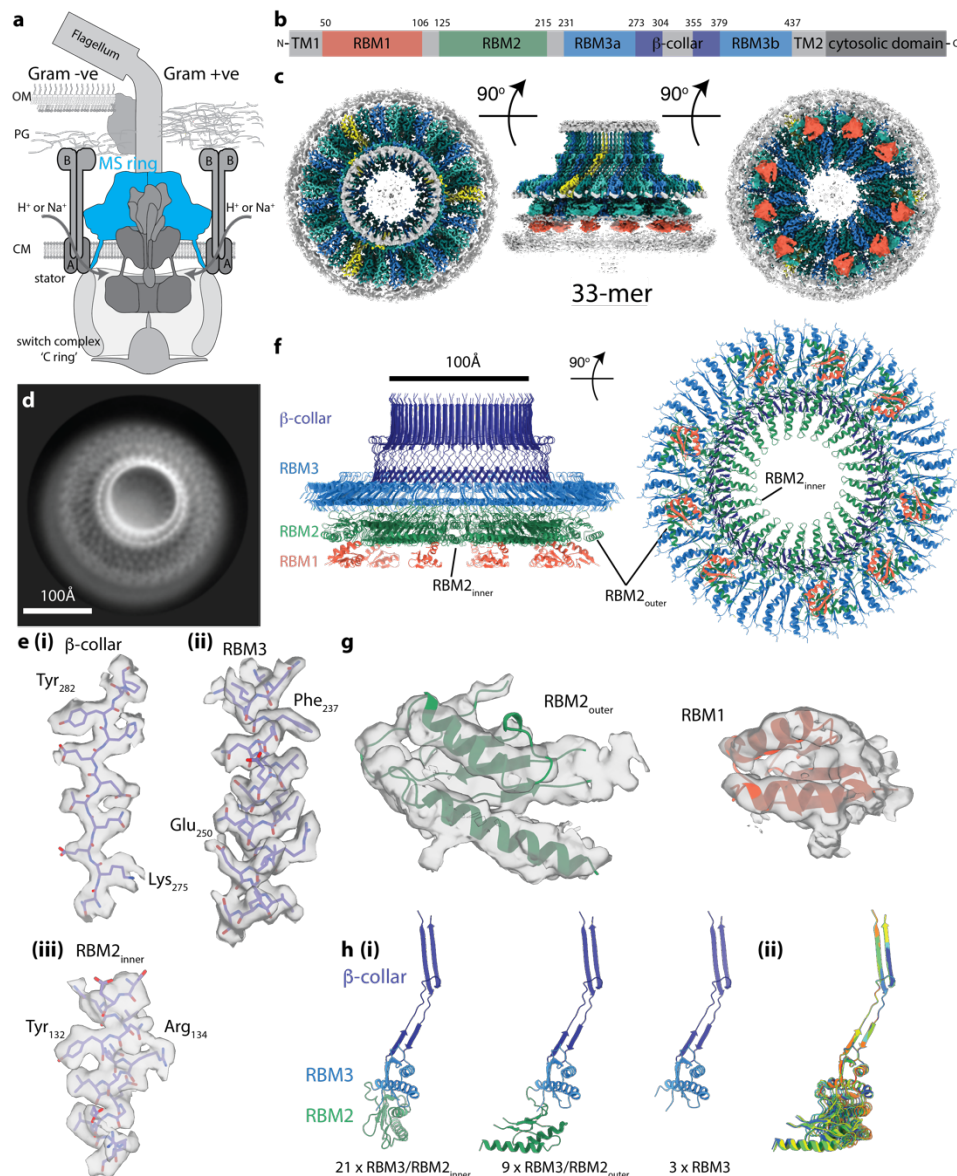 a
Flagellum
Gram -ve
Gram +ve
OM
PG
MS ring
B
B
B
B
H⁺ or Na⁺
H⁺ or Na⁺
CM
A
A
stator
switch complex
'C ring'
b
50 106 125 215 231 273 304 355 379 437
N- TM1 RBM1 RBM2 RBM3a β-collar RBM3b TM2 cytosolic domain
c
90°
90°
33-mer
d
100Å
f
100Å
90°
β-collar
RBM3
RBM2
RBM1
RBM2inner
RBM2outer
RBM2inner
e (i) β-collar
Tyr282
Lys275
(ii) RBM3
Phe237
Glu250
(iii) RBM2inner
Tyr132
Arg134
g
RBM2outer
RBM1
h (i)
(ii)
β-collar
RBM3
RBM2
21 x RBM3/RBM2inner
9 x RBM3/RBM2outer
3 x RBM3